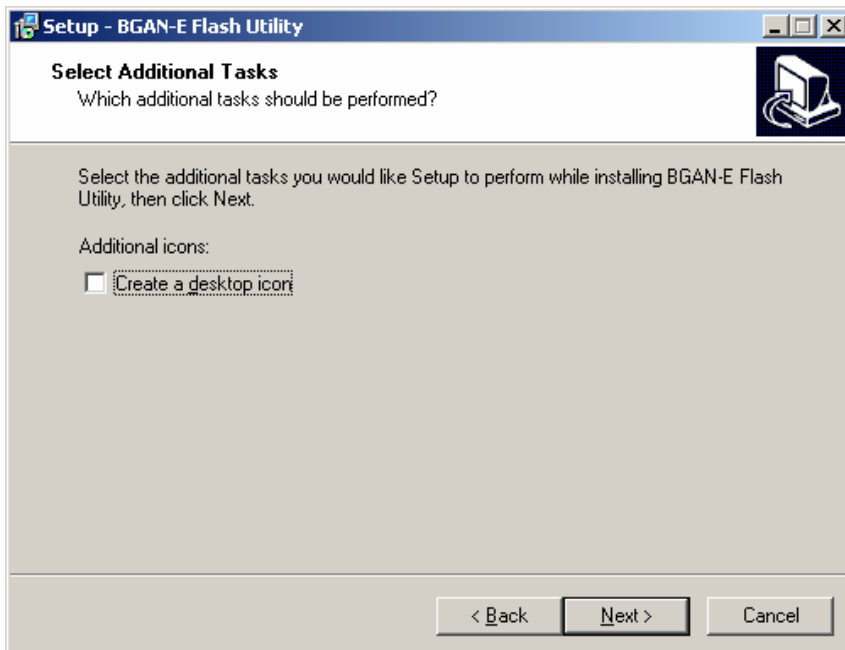 Setup - BGAN-E Flash Utility
Select Additional Tasks
Which additional tasks should be performed?
Select the additional tasks you would like Setup to perform while installing BGAN-E Flash
Utility, then click Next.
Additional icons:
Create a desktop icon
< Back Next > Cancel